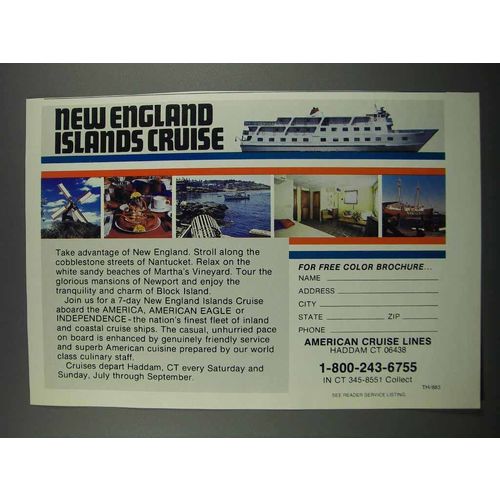 NEW ENGLAND
ISLANDS CRUISE
Take advantage of New England. Stroll along the
cobblestone streets of Nantucket. Relax on the
white sandy beaches of Martha's Vineyard. Tour the
glorious mansions of Newport and enjoy the
tranquility and charm of Block Island.
Join us for a 7-day New England Islands Cruise
aboard the AMERICA, AMERICAN EAGLE or
INDEPENDENCE - the nation's finest fleet of inland
and coastal cruise ships. The casual, unhurried pace
on board is enhanced by genuinely friendly service
and superb American cuisine prepared by our world
class culinary staff.
Cruises depart Haddam, CT every Saturday and
Sunday, July through September.
FOR FREE COLOR BROCHURE...
NAME
ADDRESS
CITY
STATE ZIP
PHONE
AMERICAN CRUISE LINES
HADDAM CT 06438
1-800-243-6755
IN CT 345-8551 Collect
TH/883
SEE READER SERVICE LISTING